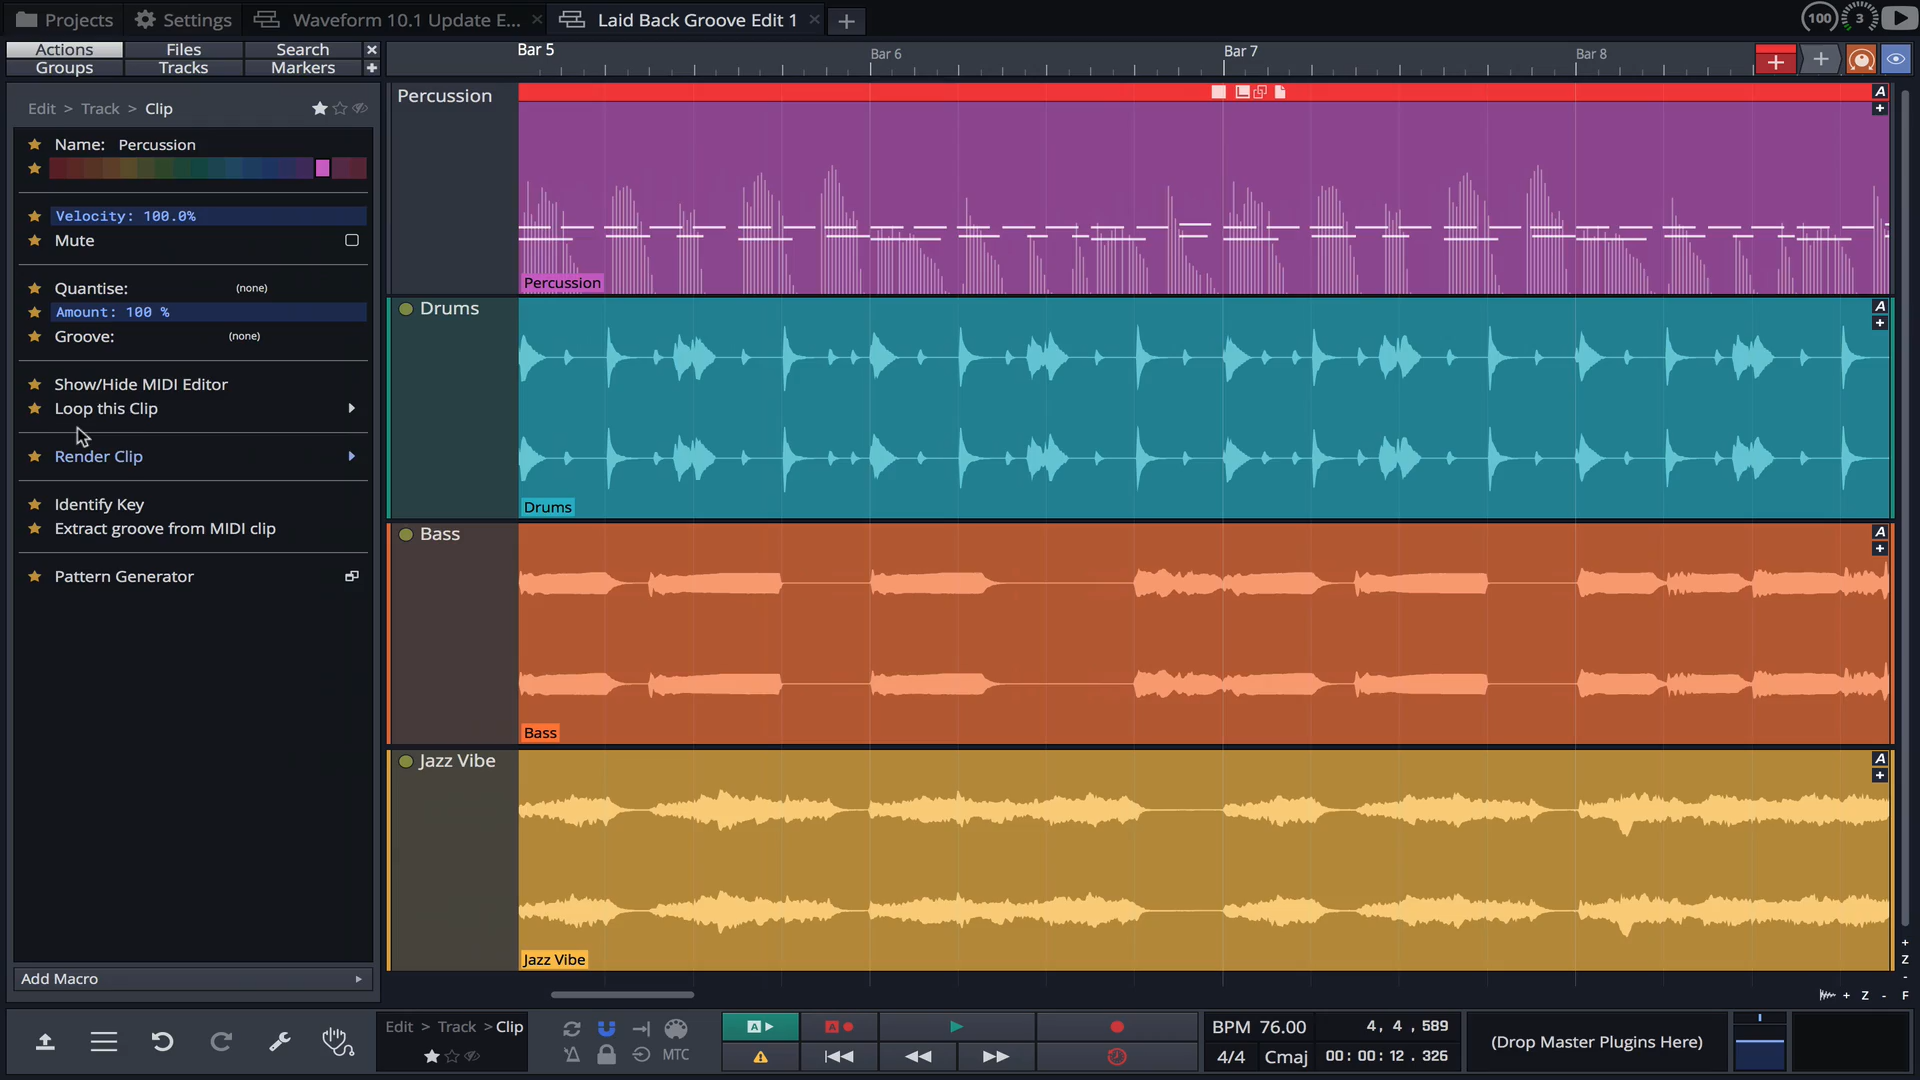 Projects
Settings
Waveform 10.1 Update E...
Laid Back Groove Edit 1
100
3
Actions
Files
Search
Groups
Tracks
Markers
Bar 5
Bar 6
Bar 7
Bar 8
Edit > Track > Clip
Name: Percussion
Velocity: 100.0%
Mute
Quantise: (none)
Amount: 100 %
Groove: (none)
Show/Hide MIDI Editor
Loop this Clip
Render Clip
Identify Key
Extract groove from MIDI clip
Pattern Generator
Add Macro
Percussion
A
Percussion
Drums
A
Drums
Bass
A
Bass
Jazz Vibe
A
Jazz Vibe
+
Z
-
+ Z - F
Edit > Track > Clip
MTC
A
A
BPM 76.00
4, 4, 589
4/4
Cmaj
00: 00: 12 . 326
(Drop Master Plugins Here)